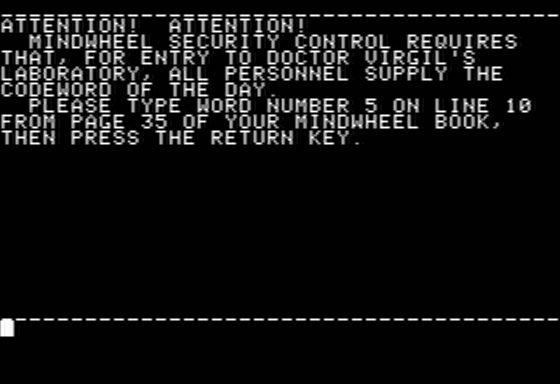 ATTENTION!  ATTENTION!
  MINDWHEEL SECURITY CONTROL REQUIRES
THAT, FOR ENTRY TO DOCTOR VIRGIL'S
LABORATORY, ALL PERSONNEL SUPPLY THE
CODEWORD OF THE DAY.
  PLEASE TYPE WORD NUMBER 5 ON LINE 10
FROM PAGE 35 OF YOUR MINDWHEEL BOOK,
THEN PRESS THE RETURN KEY.